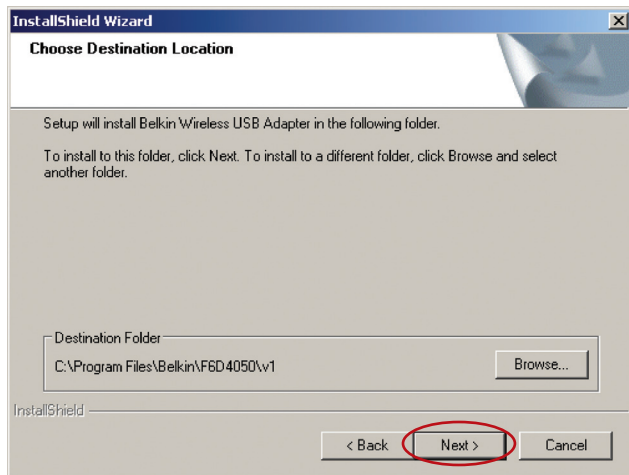 InstallShield Wizard
Choose Destination Location
Setup will install Belkin Wireless USB Adapter in the following folder.
To install to this folder, click Next. To install to a different folder, click Browse and select
another folder.
Destination Folder
C:\Program Files\Belkin\F6D4050\v1
Browse...
InstallShield
< Back
Next >
Cancel